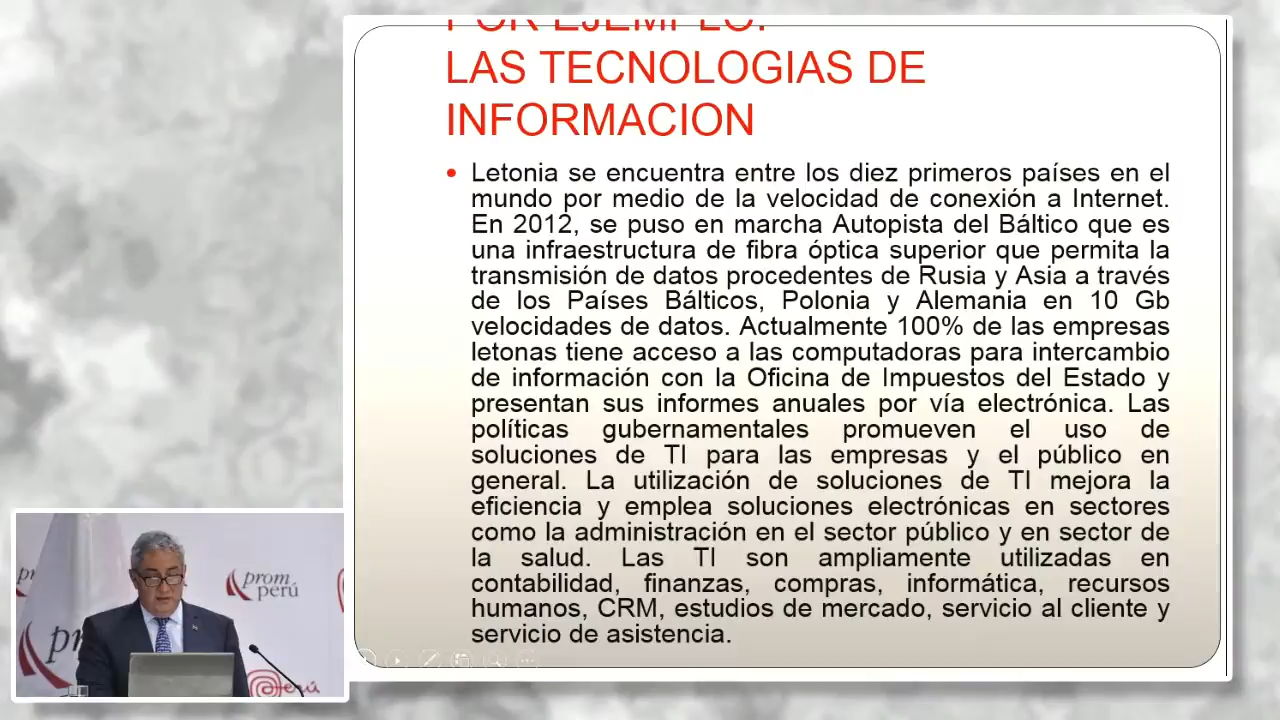 POR EJEMPLO:
LAS TECNOLOGIAS DE
INFORMACION
• Letonia se encuentra entre los diez primeros países en el
mundo por medio de la velocidad de conexión a Internet.
En 2012, se puso en marcha Autopista del Báltico que es
una infraestructura de fibra óptica superior que permita la
transmisión de datos procedentes de Rusia y Asia a través
de los Países Bálticos, Polonia y Alemania en 10 Gb
velocidades de datos. Actualmente 100% de las empresas
letonas tiene acceso a las computadoras para intercambio
de información con la Oficina de Impuestos del Estado y
presentan sus informes anuales por vía electrónica. Las
políticas gubernamentales promueven el uso de
soluciones de TI para las empresas y el público en
general. La utilización de soluciones de TI mejora la
eficiencia y emplea soluciones electrónicas en sectores
como la administración en el sector público y en sector de
la salud. Las TI son ampliamente utilizadas en
contabilidad, finanzas, compras, informática, recursos
humanos, CRM, estudios de mercado, servicio al cliente y
servicio de asistencia.
prom
perú
pr
pr
Perú